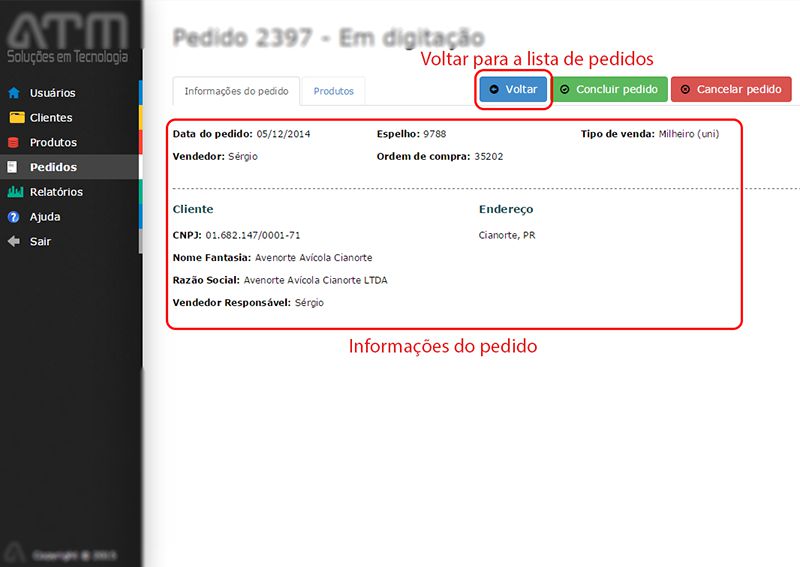 ATM
Soluções em Tecnologia
Pedido 2397 - Em digitação
Voltar para a lista de pedidos
Informações do pedido
Produtos
Voltar
Concluir pedido
Cancelar pedido
Usuários
Clientes
Produtos
Pedidos
Relatórios
Ajuda
Sair
Data do pedido: 05/12/2014
Espelho: 9788
Tipo de venda: Milheiro (uni)
Vendedor: Sérgio
Ordem de compra: 35202
Cliente
Endereço
CNPJ: 01.682.147/0001-71
Cianorte, PR
Nome Fantasia: Avenorte Avícola Cianorte
Razão Social: Avenorte Avícola Cianorte LTDA
Vendedor Responsável: Sérgio
Informações do pedido
Copyright @